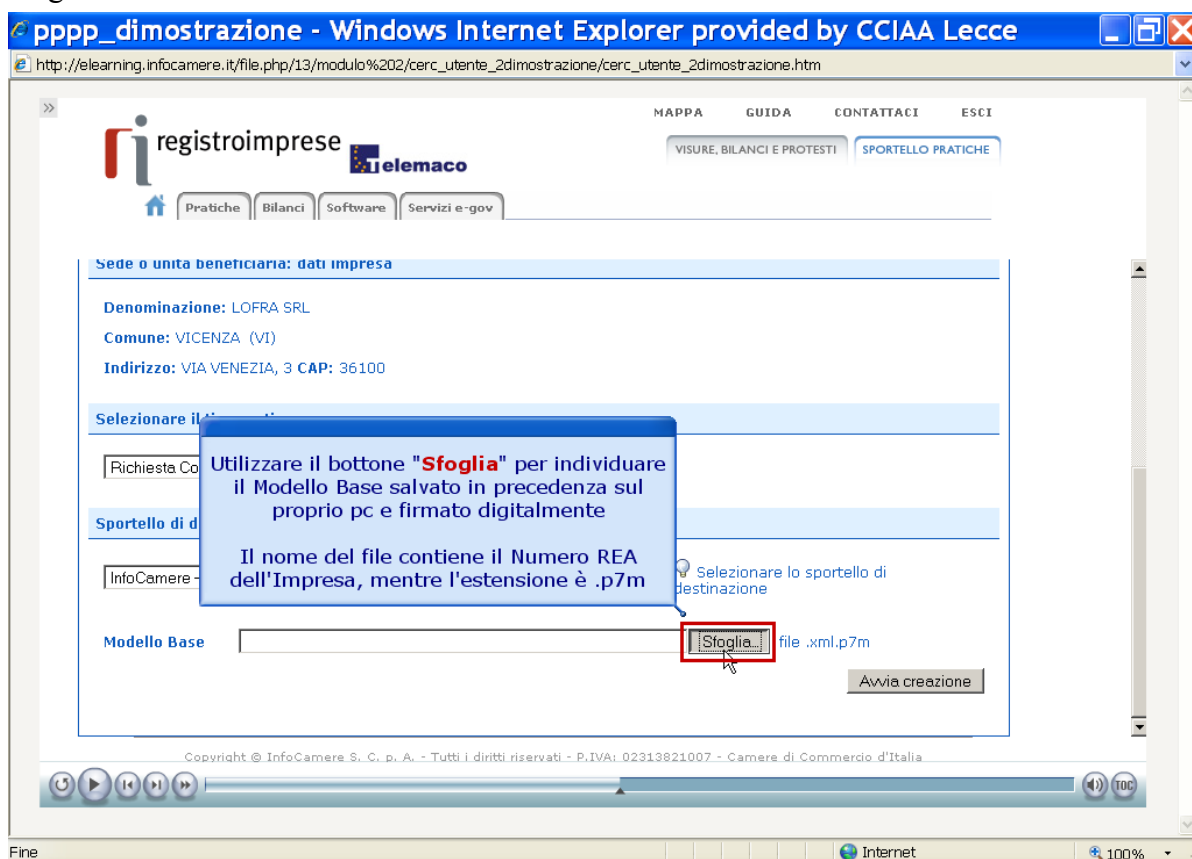 pppp_dimostrazione - Windows Internet Explorer provided by CCIAA Lecce
http://elearning.infocamere.it/file.php/13/modulo%202/cerc_utente_2dimostrazione/cerc_utente_2dimostrazione.htm
MAPPA GUIDA CONTATTACI ESCI
registroimprese
Telemaco
VISURE, BILANCI E PROTESTI SPORTELLO PRATICHE
Pratiche Bilanci Software Servizi e-gov
Sede o unità beneficiaria: dati impresa
Denominazione: LOFRA SRL
Comune: VICENZA (VI)
Indirizzo: VIA VENEZIA, 3 CAP: 36100
Selezionare il
Richiesta Co
Utilizzare il bottone "Sfoglia" per individuare
il Modello Base salvato in precedenza sul
proprio pc e firmato digitalmente
Il nome del file contiene il Numero REA
dell'Impresa, mentre l'estensione è .p7m
Sportello di d
InfoCamere -
Selezionare lo sportello di
destinazione
Modello Base Sfoglia... file .xml.p7m
Avvia creazione
Copyright © InfoCamere S. C. p. A. - Tutti i diritti riservati - P.IVA: 02313821007 - Camere di Commercio d'Italia
TOC
Fine Internet 100%